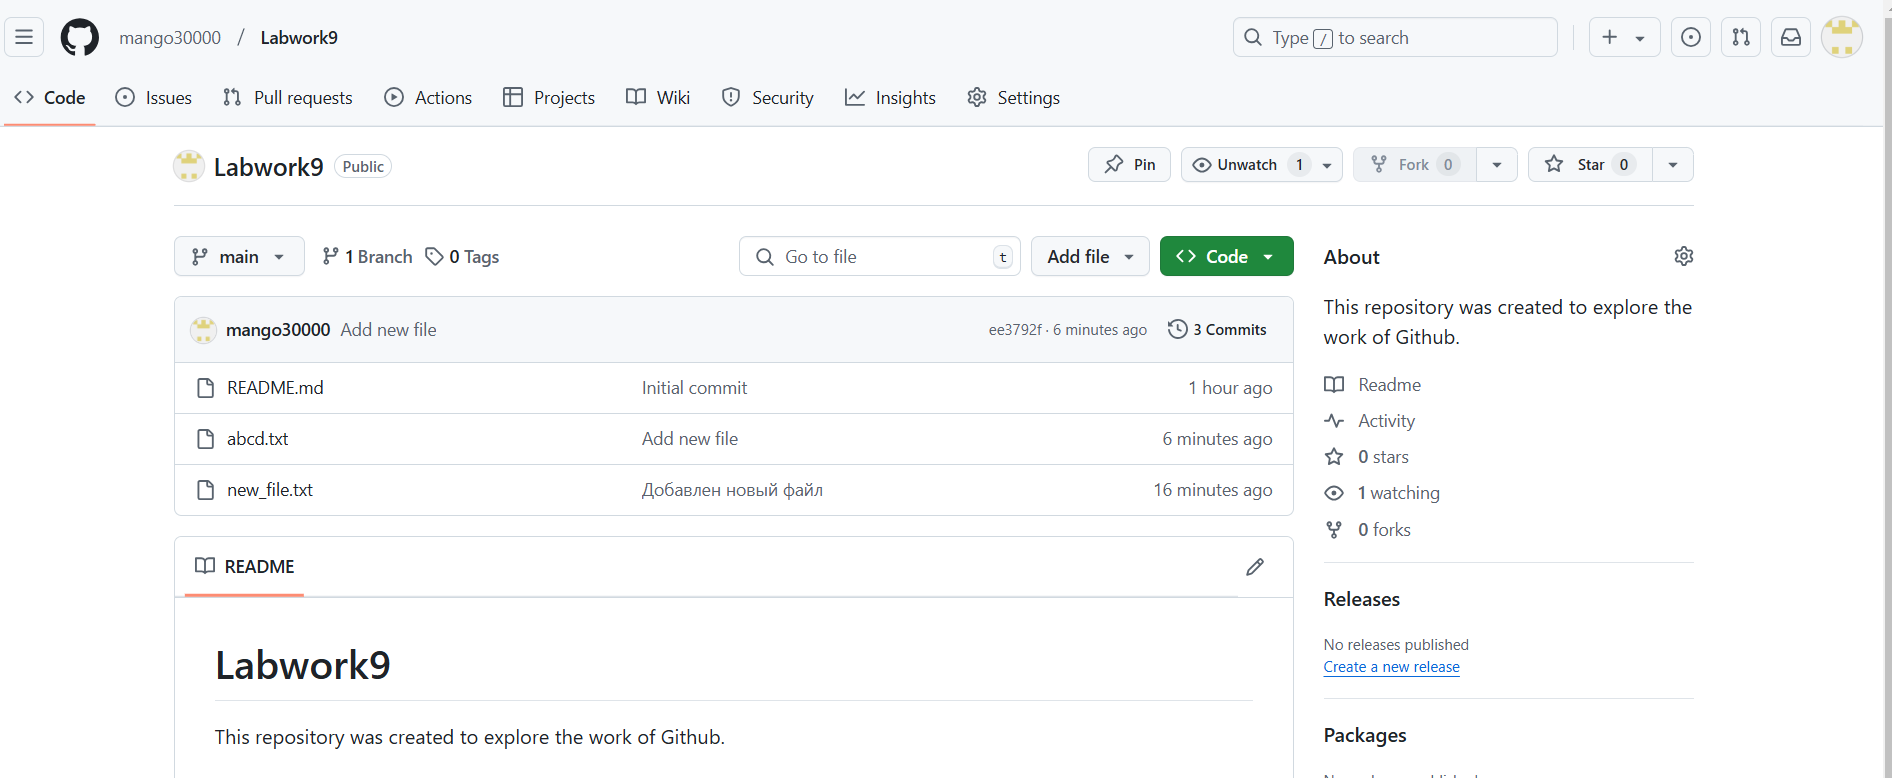 mango30000 / Labwork9
Type / to search
Code Issues Pull requests Actions Projects Wiki Security Insights Settings
Labwork9 Public
Pin Unwatch 1 Fork 0 Star 0
main 1 Branch 0 Tags Go to file t Add file Code
mango30000 Add new file ee3792f · 6 minutes ago 3 Commits
README.md Initial commit 1 hour ago
abcd.txt Add new file 6 minutes ago
new_file.txt Добавлен новый файл 16 minutes ago
README
Labwork9
This repository was created to explore the work of Github.
About
This repository was created to explore the
work of Github.
Readme
Activity
0 stars
1 watching
0 forks
Releases
No releases published
Create a new release
Packages